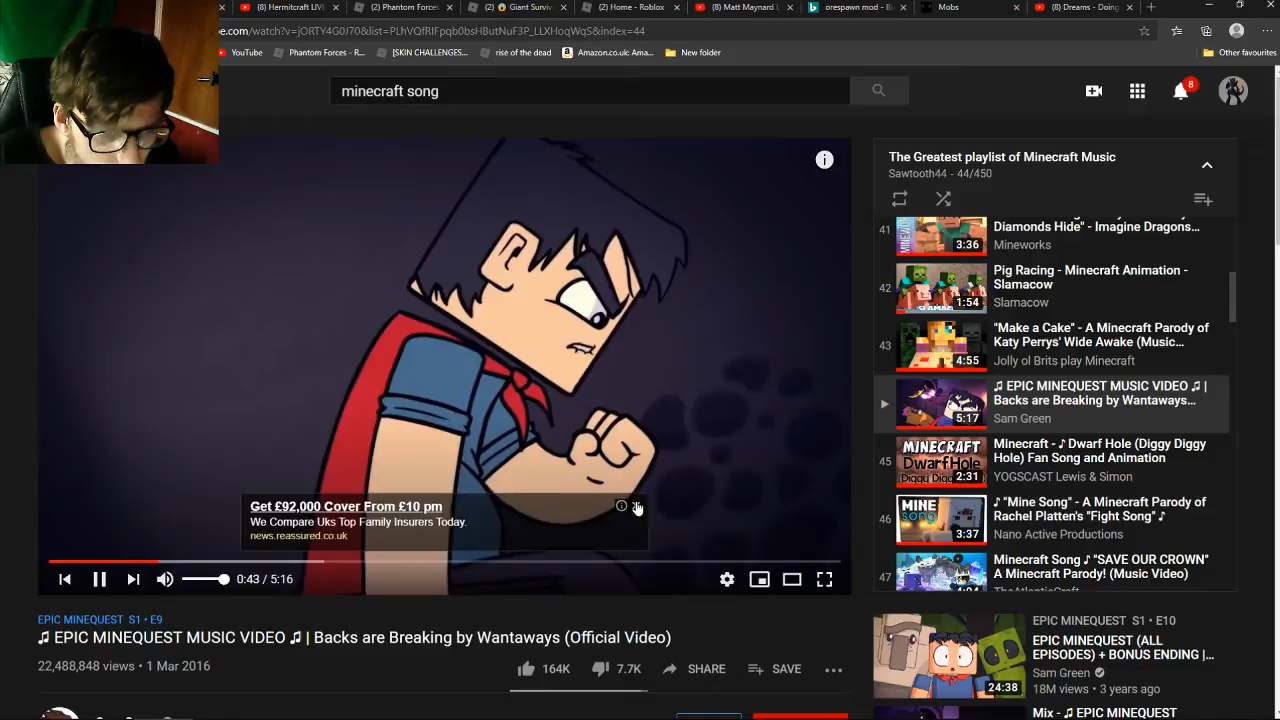 (8) Hermitcraft LIV
(2) Phantom Forces
(2) 😱 Giant Surviv
(2) Home - Roblox
(8) Matt Maynard L
orespawn mod - Bi
Mobs
(8) Dreams - Doing
be.com/watch?v=jORTY4G0J70&list=PLhVQfRIFpqb0bsHButNuF3P_LLXHoqWqS&index=44
YouTube
Phantom Forces - R...
[SKIN CHALLENGES...
rise of the dead
Amazon.co.uk: Ama...
New folder
Other favourites
minecraft song
8
The Greatest playlist of Minecraft Music
Sawtooth44 - 44/450
41
Diamonds Hide" - Imagine Dragons...
Mineworks
3:36
42
Pig Racing - Minecraft Animation -
Slamacow
Slamacow
1:54
43
"Make a Cake" - A Minecraft Parody of
Katy Perrys' Wide Awake (Music...
Jolly ol Brits play Minecraft
4:55
♫ EPIC MINEQUEST MUSIC VIDEO ♫ |
Backs are Breaking by Wantaways...
Sam Green
5:17
45
MINECRAFT
Dwarf Hole
(Diggy Diggy
Minecraft - ♪ Dwarf Hole (Diggy Diggy
Hole) Fan Song and Animation
YOGSCAST Lewis & Simon
2:31
46
MINE
SONG
♪ "Mine Song" - A Minecraft Parody of
Rachel Platten's "Fight Song" ♪
Nano Active Productions
3:37
47
Minecraft Song ♪ "SAVE OUR CROWN"
A Minecraft Parody! (Music Video)
TheAtlanticCraft
4:04
Get £92,000 Cover From £10 pm
We Compare Uks Top Family Insurers Today.
news.reassured.co.uk
0:43 / 5:16
EPIC MINEQUEST S1 • E9
♫ EPIC MINEQUEST MUSIC VIDEO ♫ | Backs are Breaking by Wantaways (Official Video)
22,488,848 views • 1 Mar 2016
164K
7.7K
SHARE
SAVE
EPIC MINEQUEST S1 • E10
EPIC MINEQUEST (ALL
EPISODES) + BONUS ENDING |...
Sam Green
18M views • 3 years ago
24:38
Mix - ♫ EPIC MINEQUEST